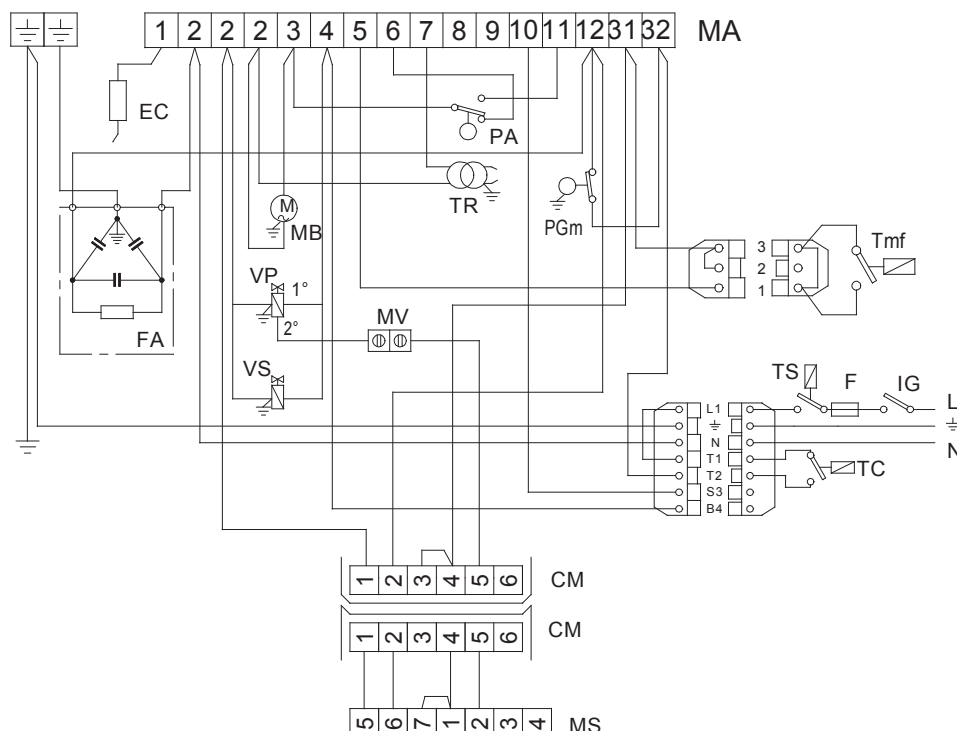 1 2 2 2 3 4 5 6 7 8 9 10 11 12 31 32 MA
EC
PA
TR
M
MB
PGm
3
2
1
Tmf
VP
1°
2°
MV
FA
VS
TS
F
IG
L1
N
T1
T2
S3
B4
L
N
TC
1 2 3 4 5 6 CM
1 2 3 4 5 6 CM
5 6 7 1 2 3 4 MS